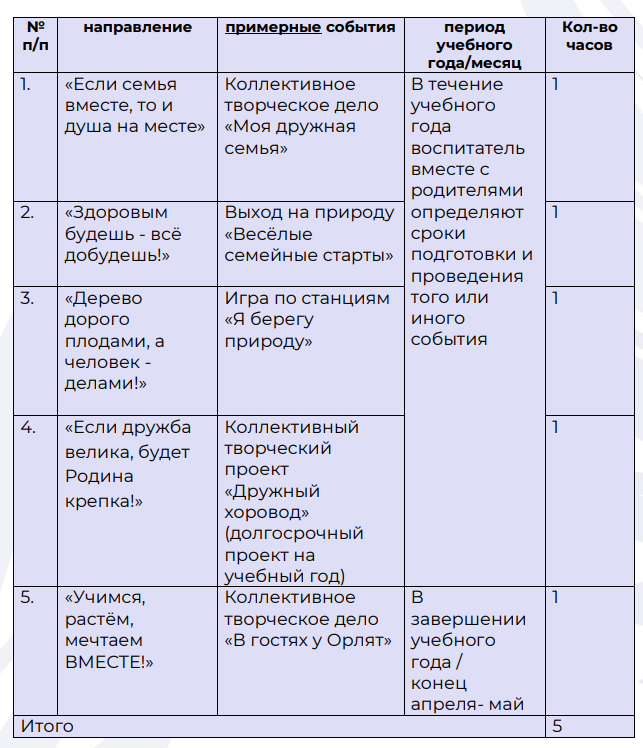 №
п/п
направление
примерные события
период
учебного
года/месяц
Кол-во
часов
1.
«Если семья
вместе, то и
душа на месте»
Коллективное
творческое дело
«Моя дружная
семья»
В течение
учебного
года
воспитатель
вместе с
родителями
определяют
сроки
подготовки и
проведения
того или
иного
события
1
2.
«Здоровым
будешь - всё
добудешь!»
Выход на природу
«Весёлые
семейные старты»
1
3.
«Дерево
дорого
плодами, а
человек -
делами!»
Игра по станциям
«Я берегу
природу»
1
4.
«Если дружба
велика, будет
Родина
крепка!»
Коллективный
творческий
проект
«Дружный
хоровод»
(долгосрочный
проект на
учебный год)
1
5.
«Учимся,
растём,
мечтаем
ВМЕСТЕ!»
Коллективное
творческое дело
«В гостях у Орлят»
В
завершении
учебного
года /
конец
апреля- май
1
Итого
5